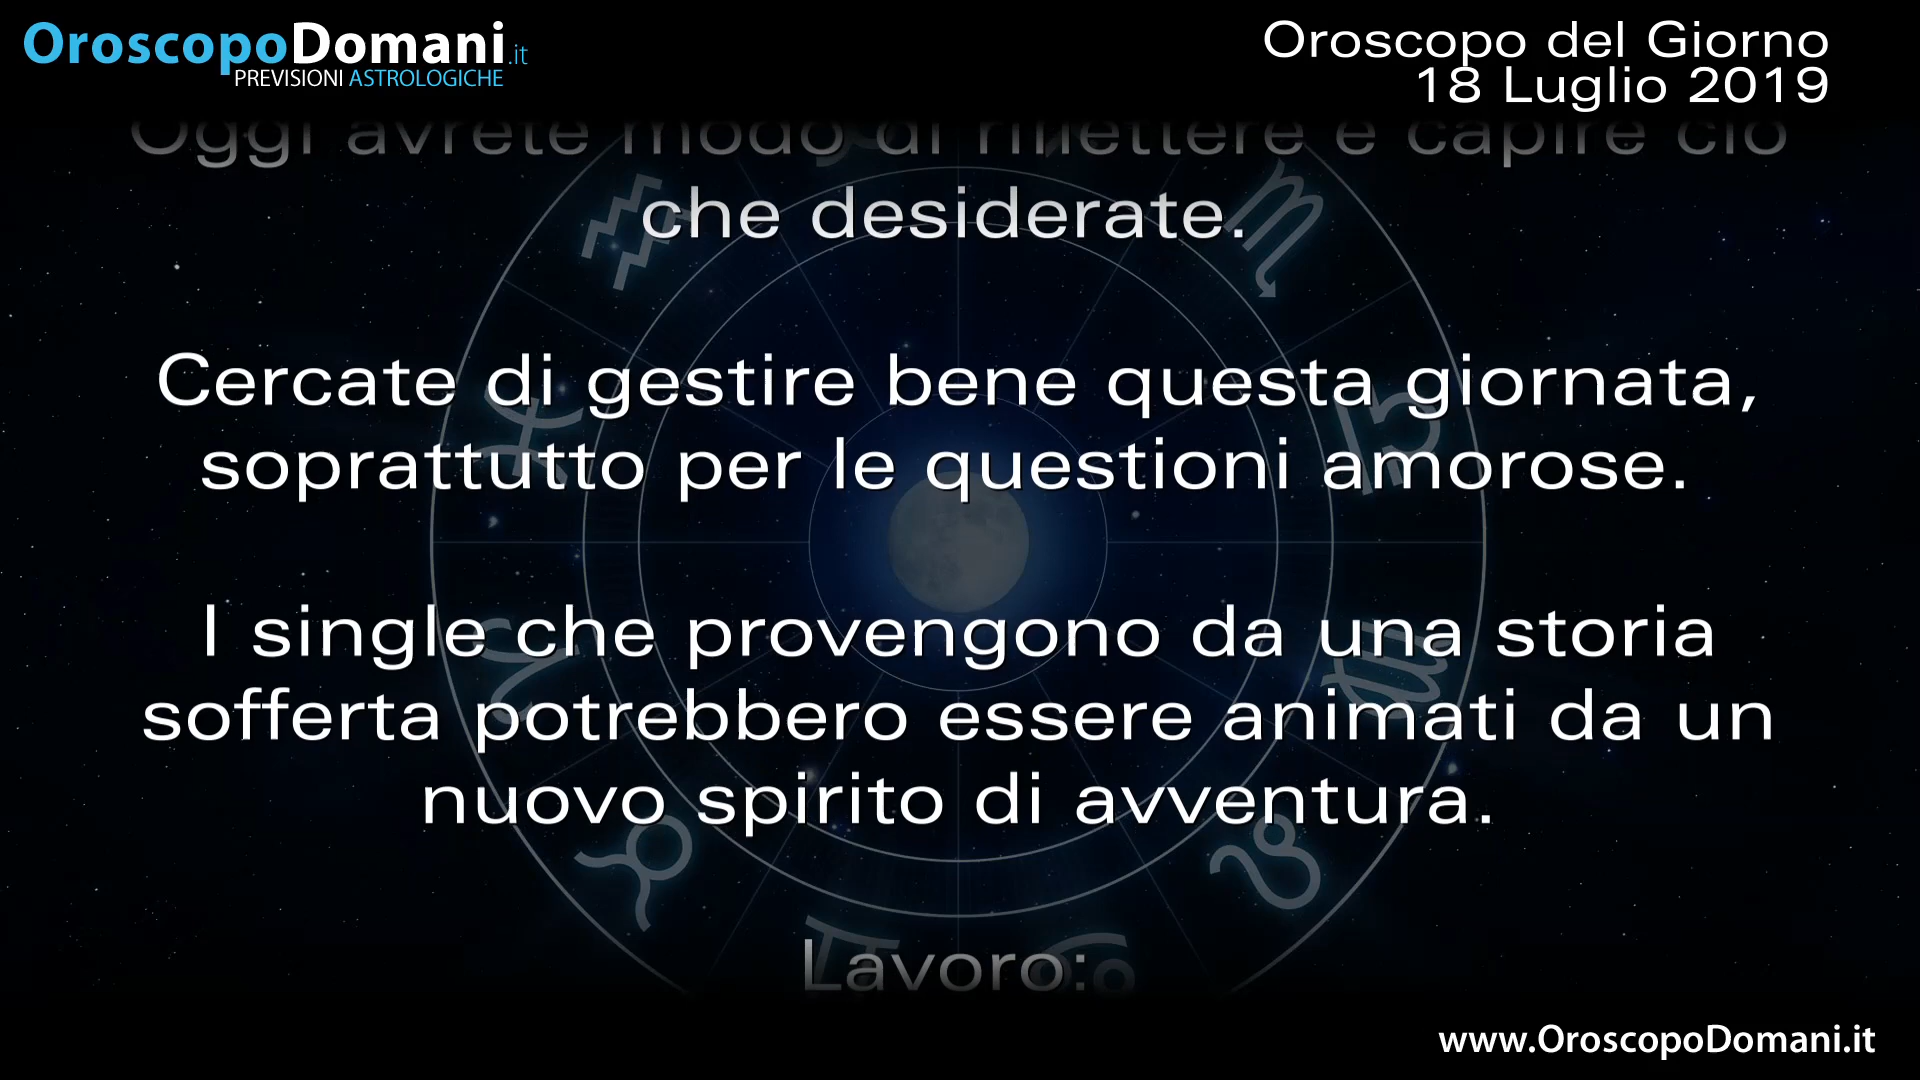 OroscopoDomani.it
PREVISIONI ASTROLOGICHE
Oroscopo del Giorno
18 Luglio 2019
Oggi avrete modo di riflettere e capire ciò
che desiderate.
Cercate di gestire bene questa giornata,
soprattutto per le questioni amorose.
I single che provengono da una storia
sofferta potrebbero essere animati da un
nuovo spirito di avventura.
Lavoro:
www.OroscopoDomani.it